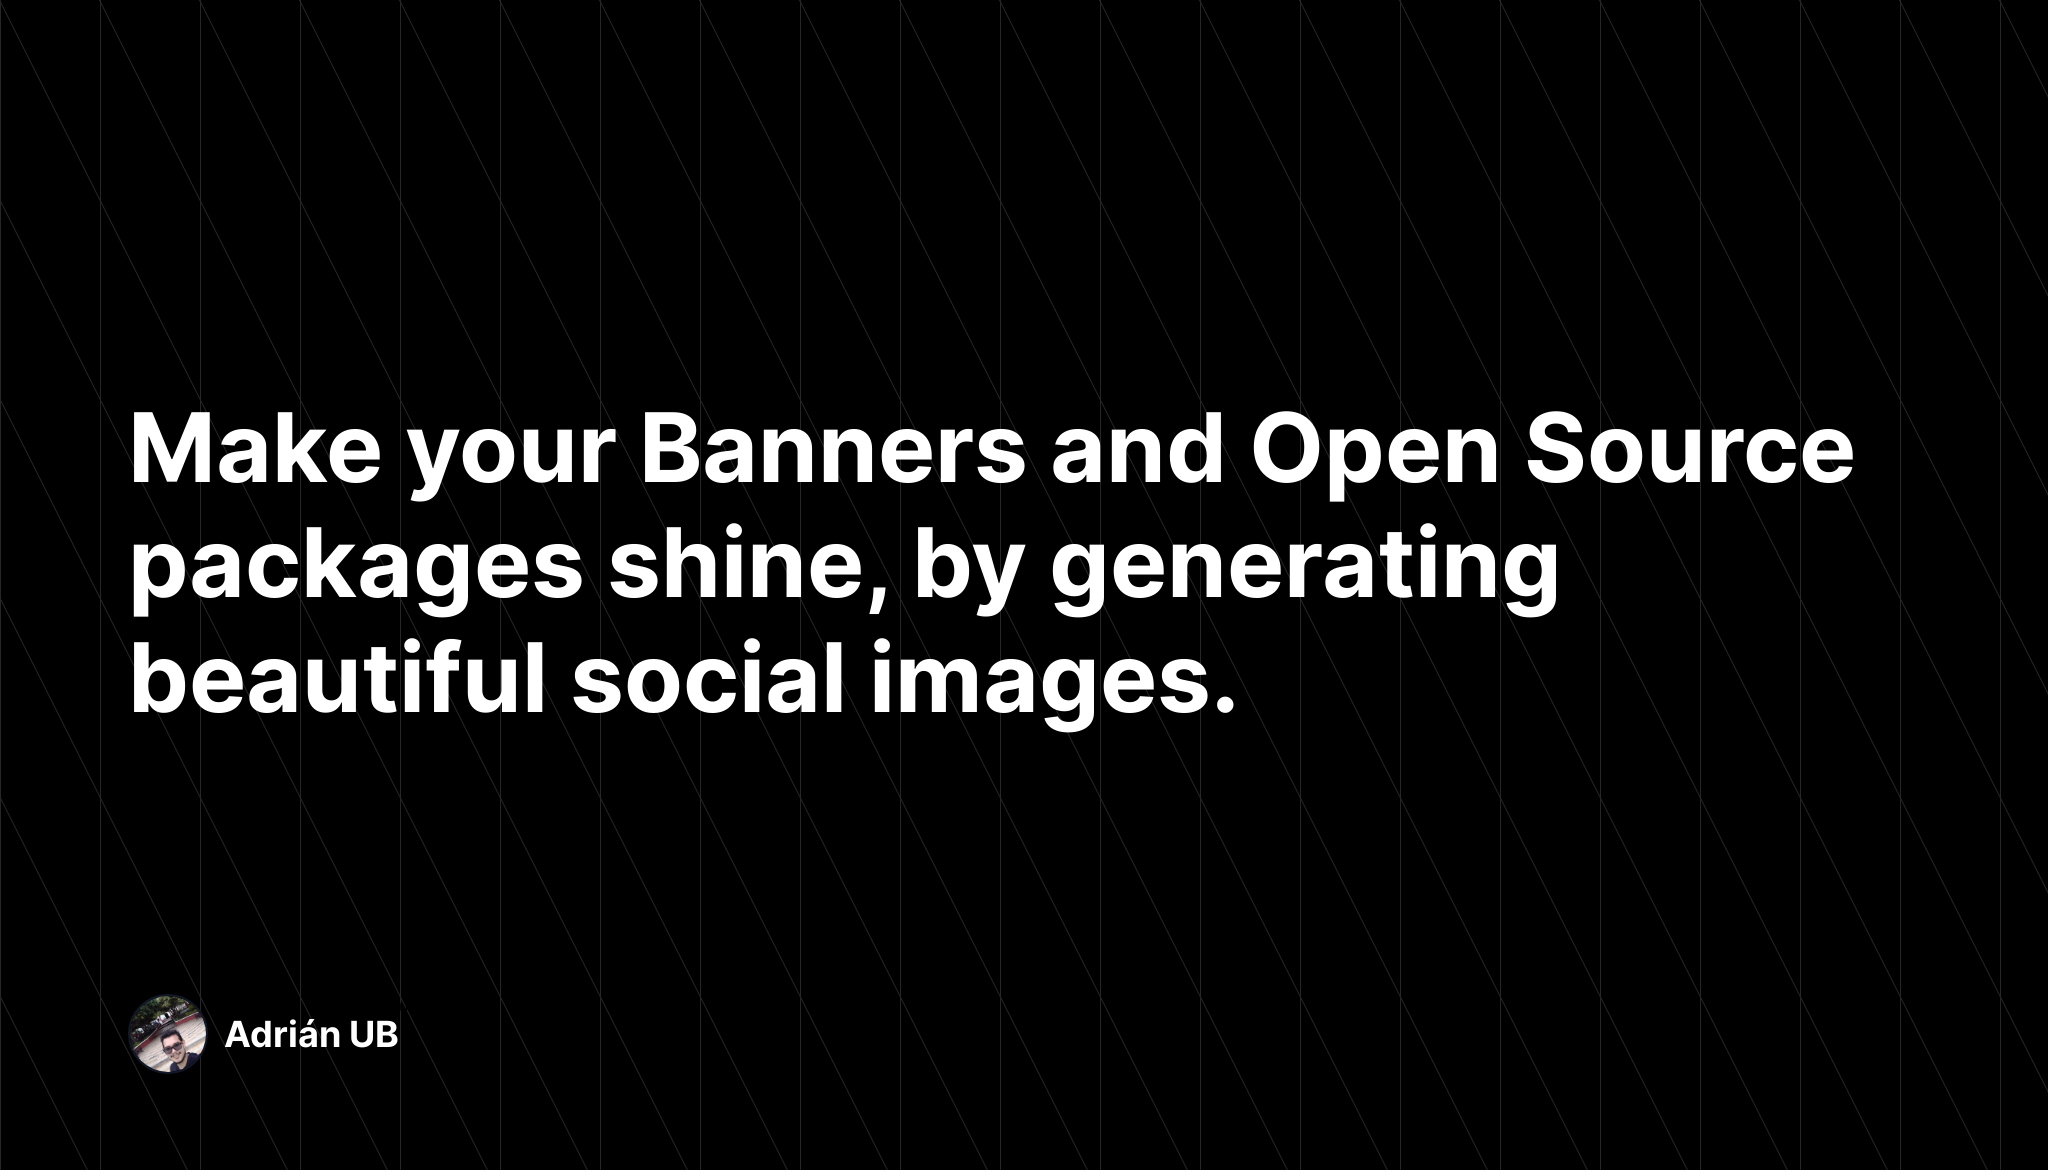 Make your Banners and Open Source
packages shine, by generating
beautiful social images.
Adrián UB